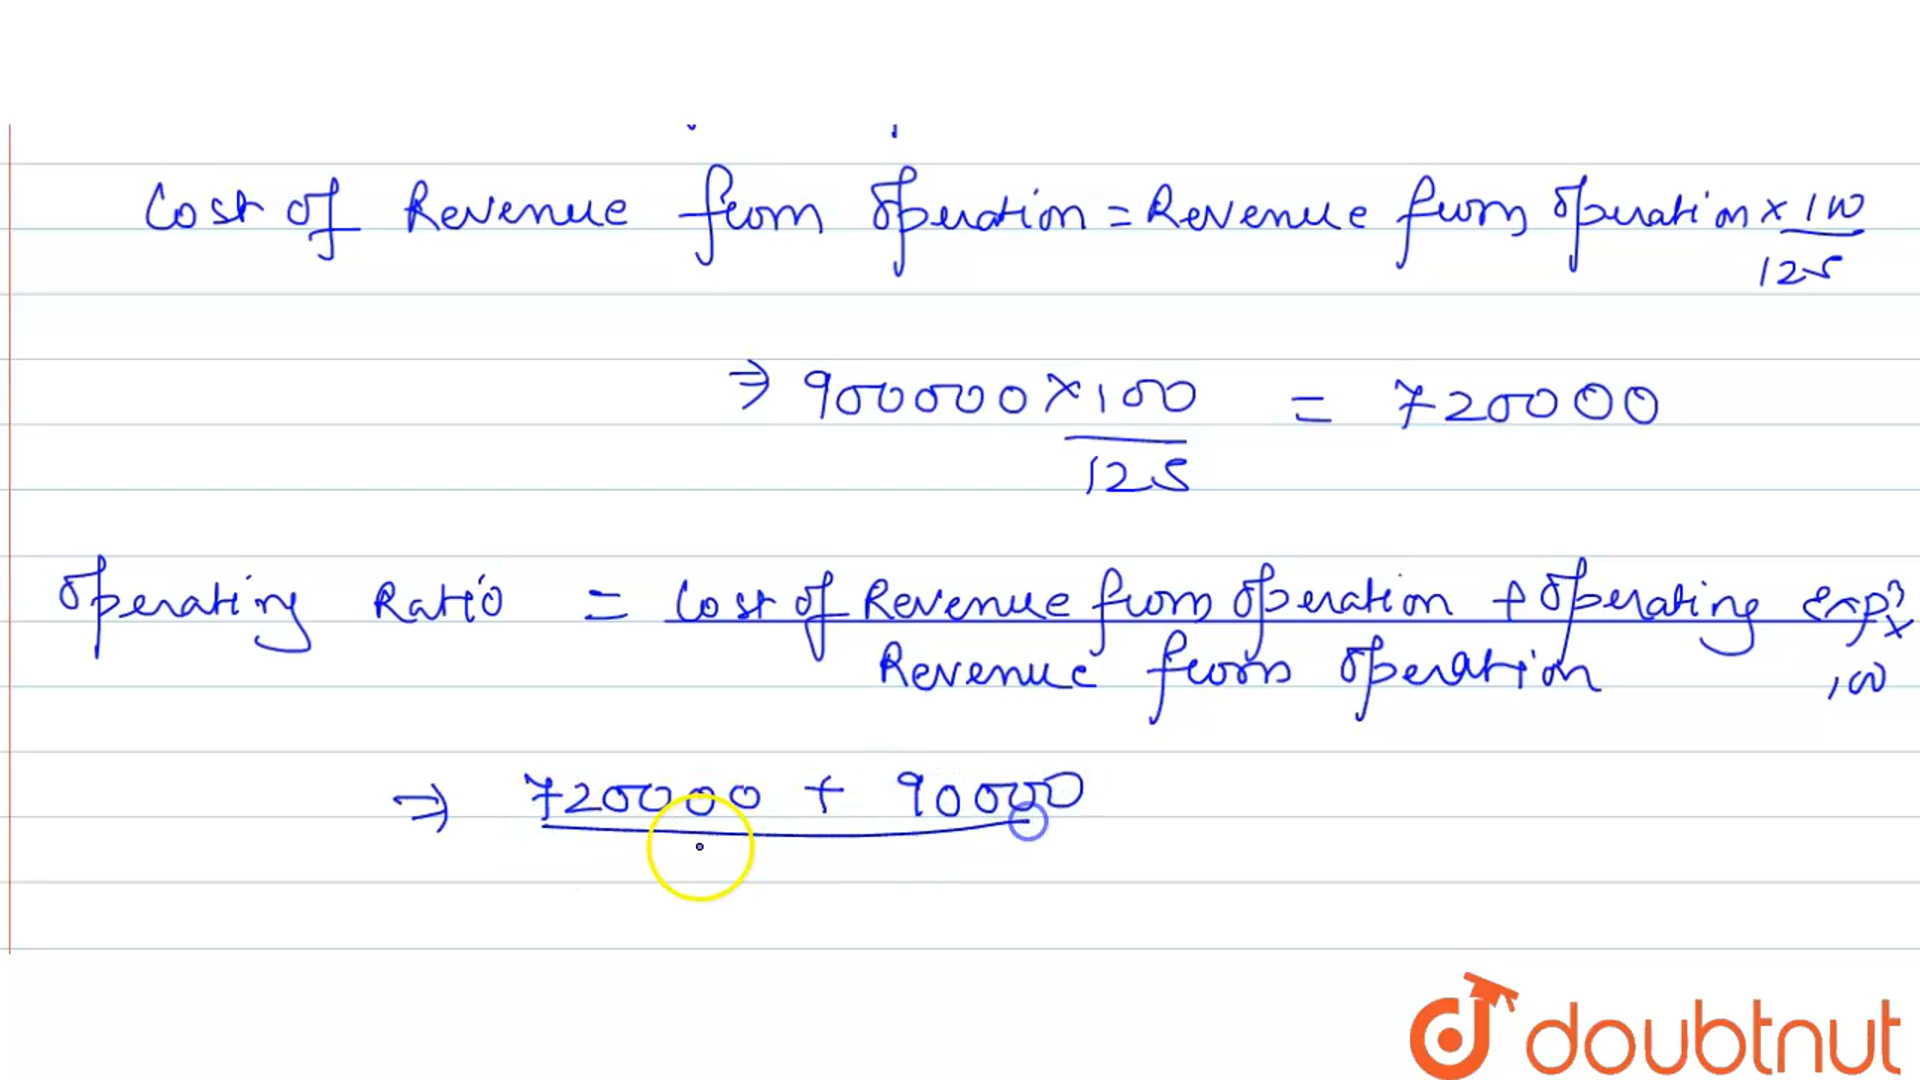 Cost of Revenue from operation = Revenue from operation × 100
125
⇒ 900000 × 100 = 720000
125
Operating Ratio = Cost of Revenue from operation + operating expn ×
Revenue from operation 100
⇒ 720000 + 90000
doubtnut